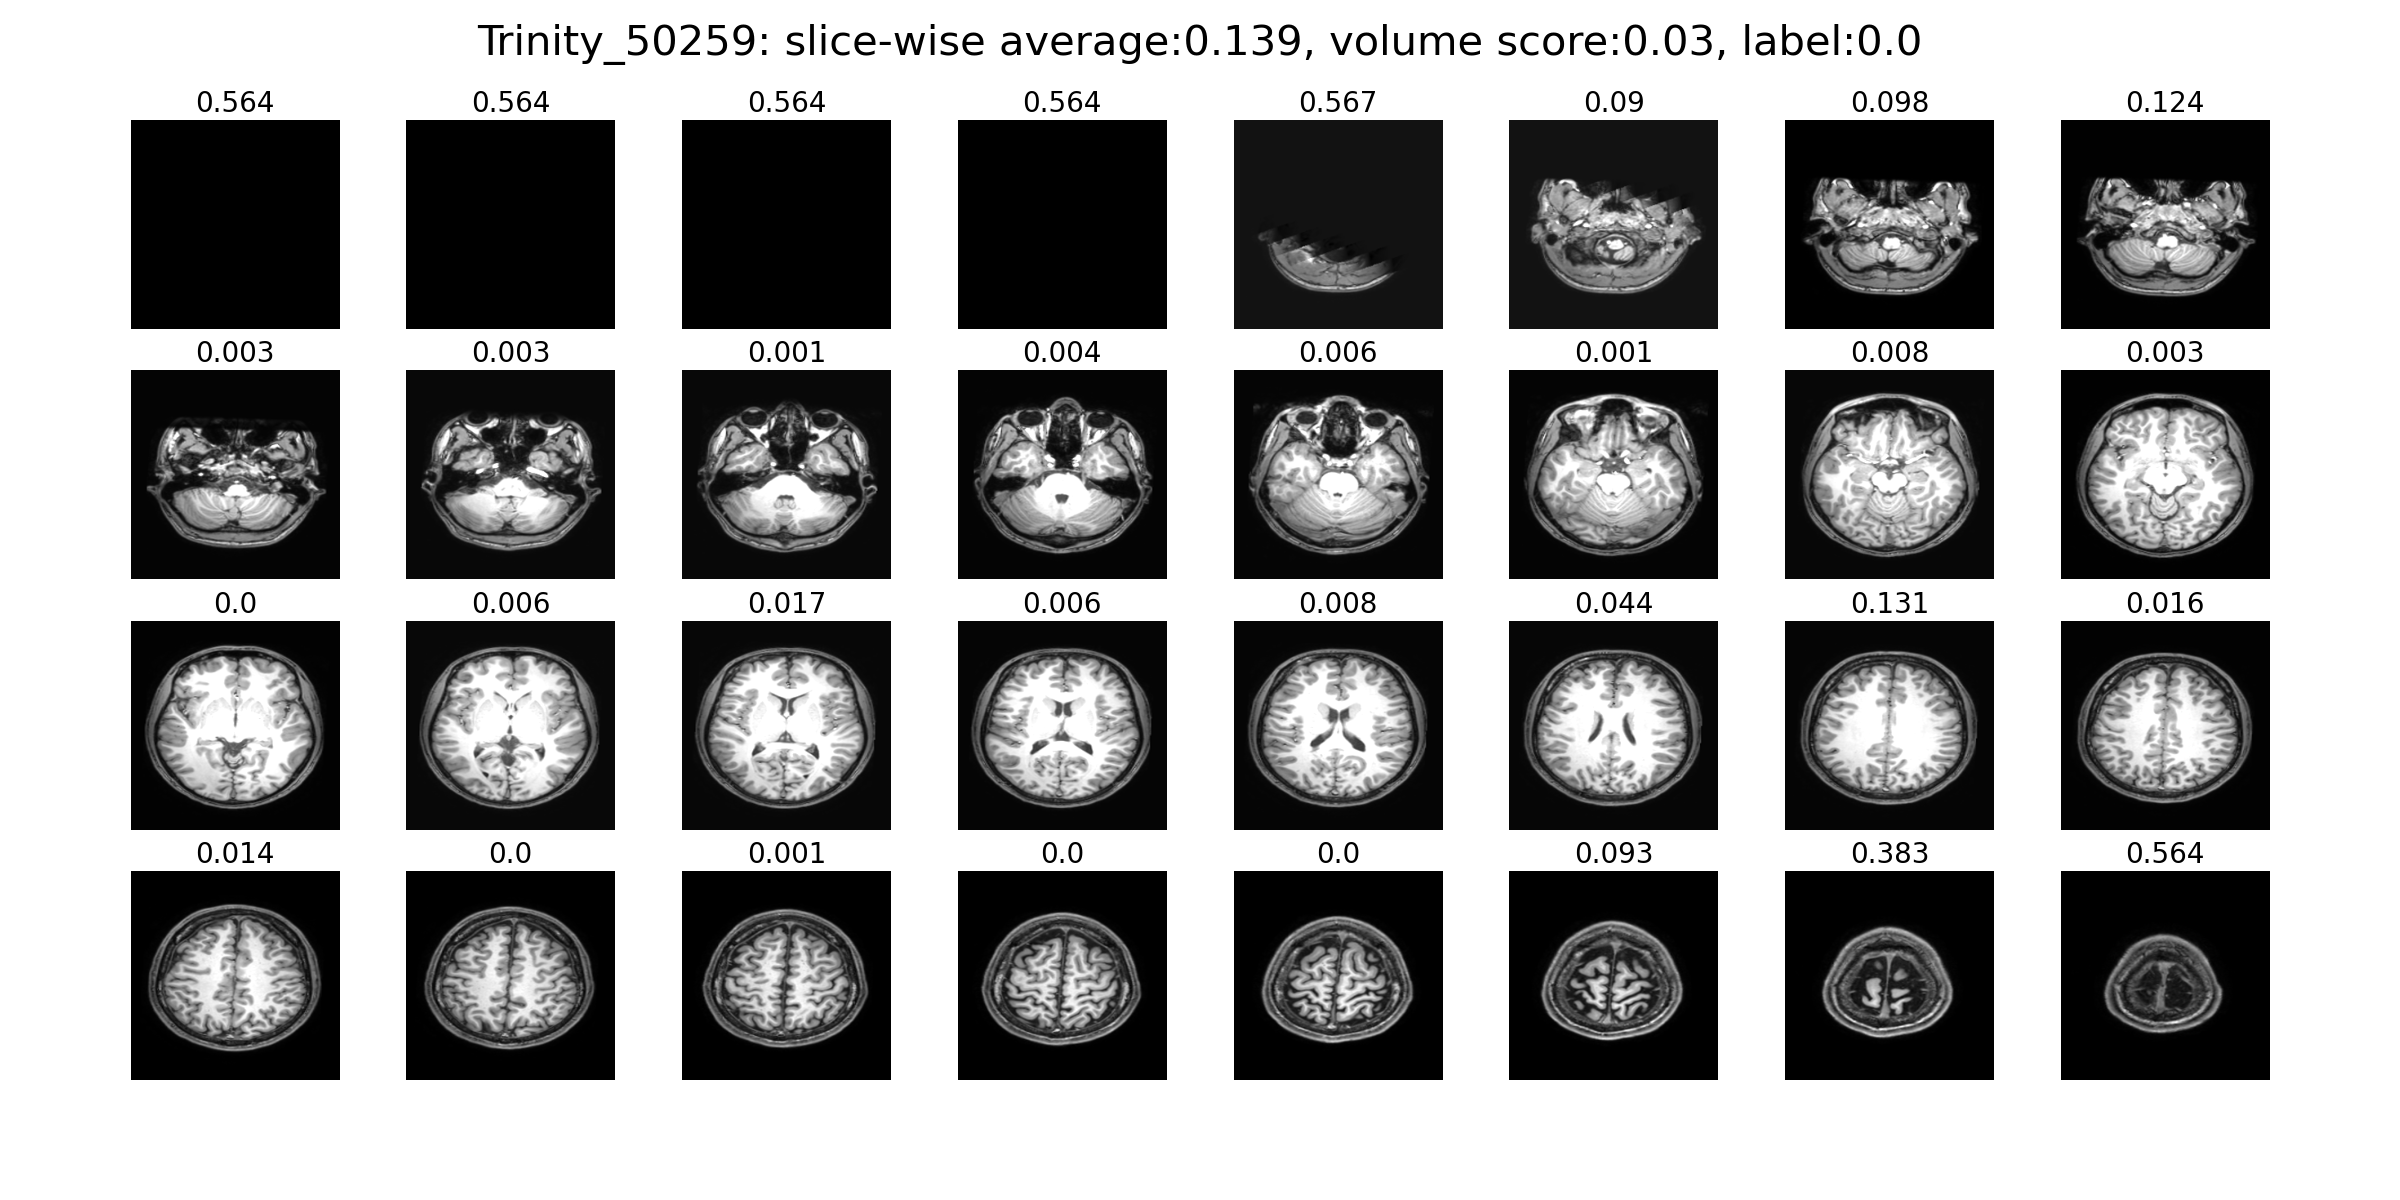 Trinity_50259: slice-wise average:0.139, volume score:0.03, label:0.0
0.564 0.564 0.564 0.564 0.567 0.09 0.098 0.124
0.003 0.003 0.001 0.004 0.006 0.001 0.008 0.003
0.0 0.006 0.017 0.006 0.008 0.044 0.131 0.016
0.014 0.0 0.001 0.0 0.0 0.093 0.383 0.564